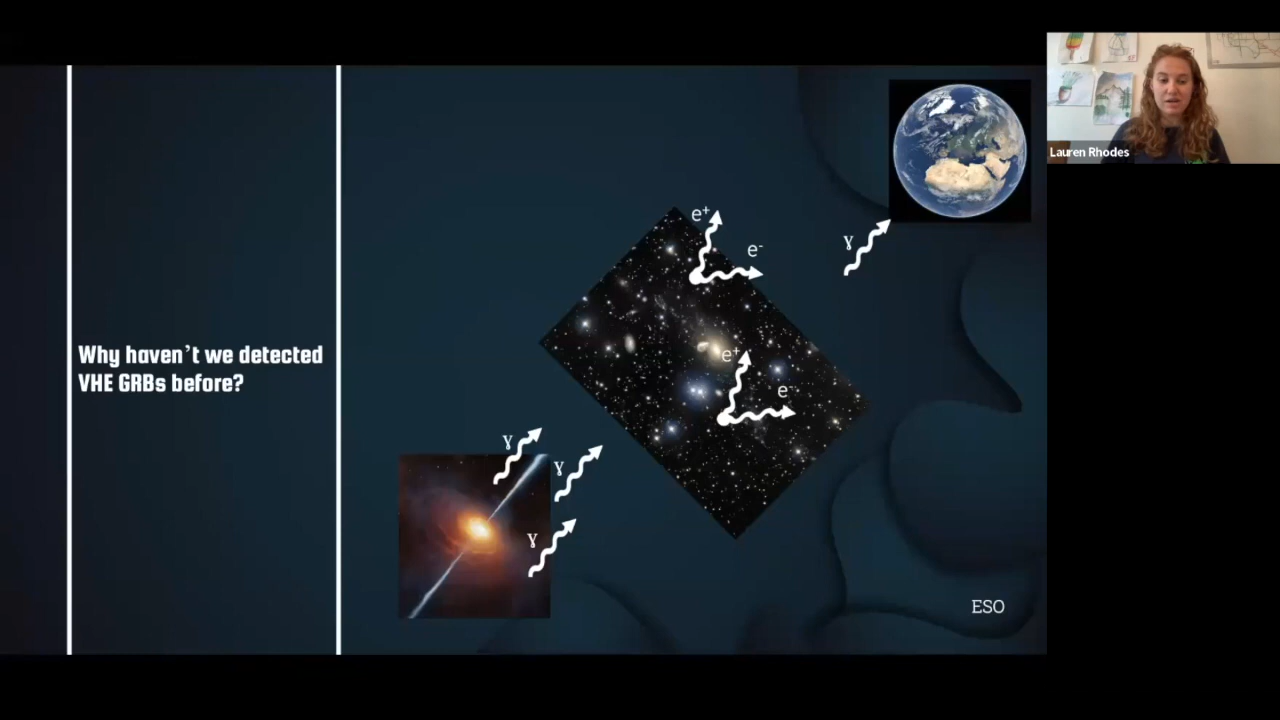 Why haven't we detected
VHE GRBs before?
e⁺
e⁻
γ
e⁺
e⁻
γ
γ
γ
ESO
Lauren Rhodes